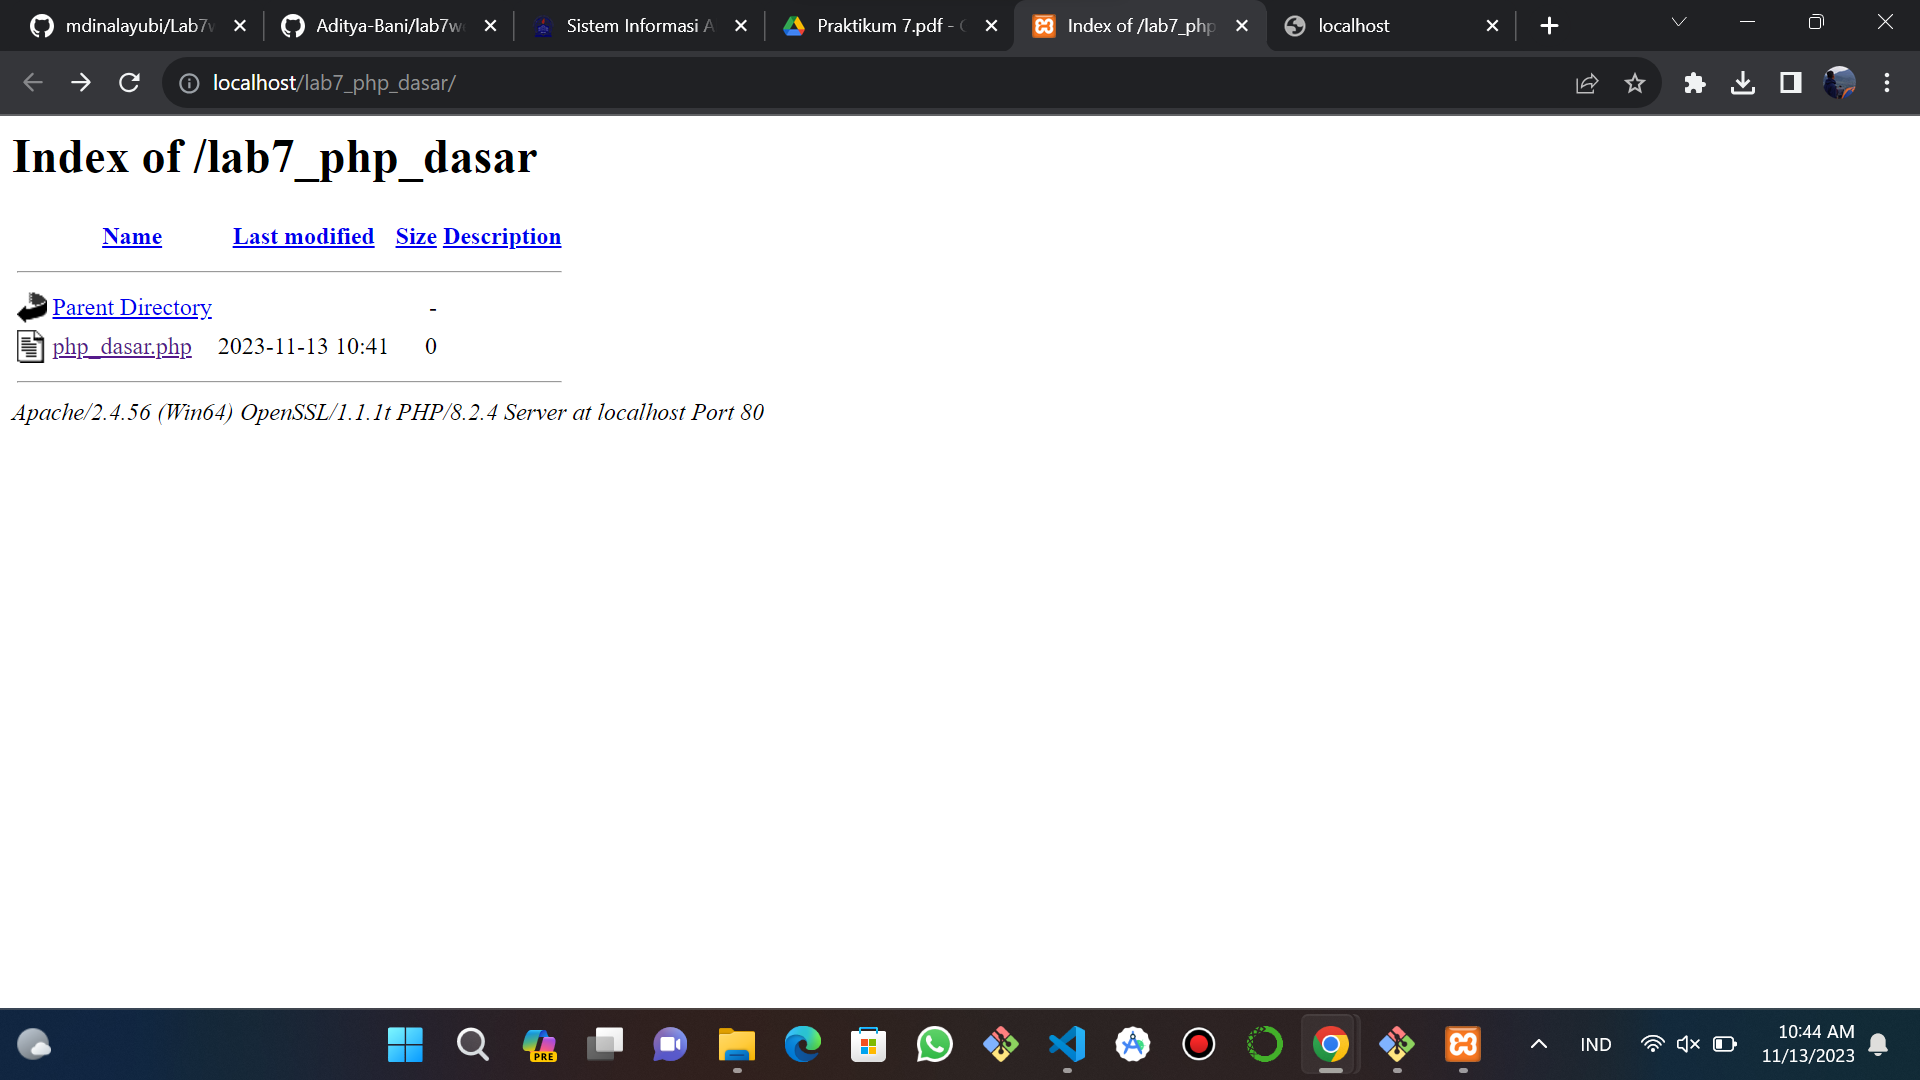 mdinalayubi/Lab7w
Aditya-Bani/lab7we
Sistem Informasi A
Praktikum 7.pdf - G
Index of /lab7_php
localhost
localhost/lab7_php_dasar/
Index of /lab7_php_dasar
Name Last modified Size Description
Parent Directory -
php_dasar.php 2023-11-13 10:41 0
Apache/2.4.56 (Win64) OpenSSL/1.1.1t PHP/8.2.4 Server at localhost Port 80
PRE
IND
10:44 AM
11/13/2023